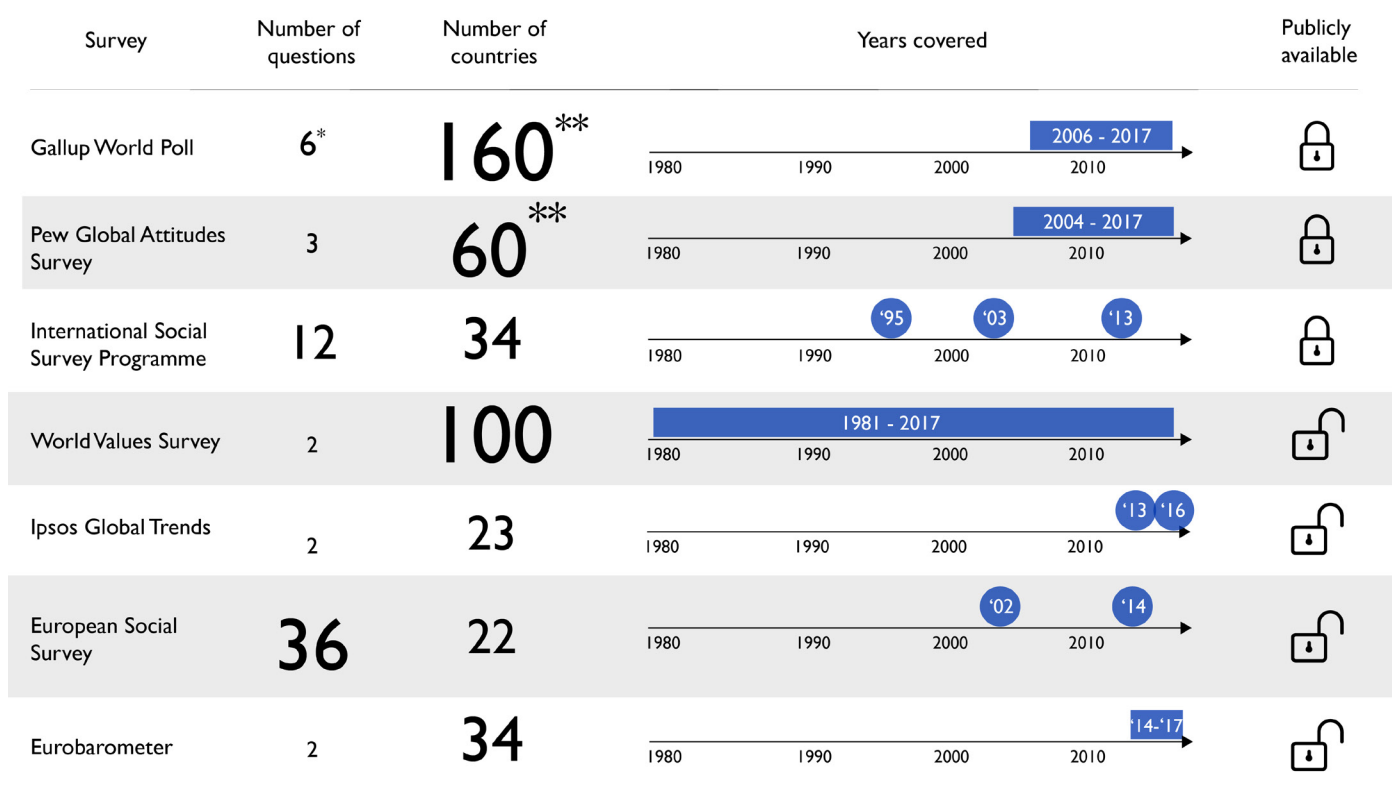 Survey
Number of
questions
Number of
countries
Years covered
Publicly
available
Gallup World Poll
6*
160**
2006 - 2017
1980 1990 2000 2010
Pew Global Attitudes
Survey
3
60**
2004 - 2017
1980 1990 2000 2010
International Social
Survey Programme
12
34
‘95 ‘03 ‘13
1980 1990 2000 2010
World Values Survey
2
100
1981 - 2017
1980 1990 2000 2010
Ipsos Global Trends
2
23
‘13 ‘16
1980 1990 2000 2010
European Social
Survey
36
22
‘02 ‘14
1980 1990 2000 2010
Eurobarometer
2
34
‘14-‘17
1980 1990 2000 2010